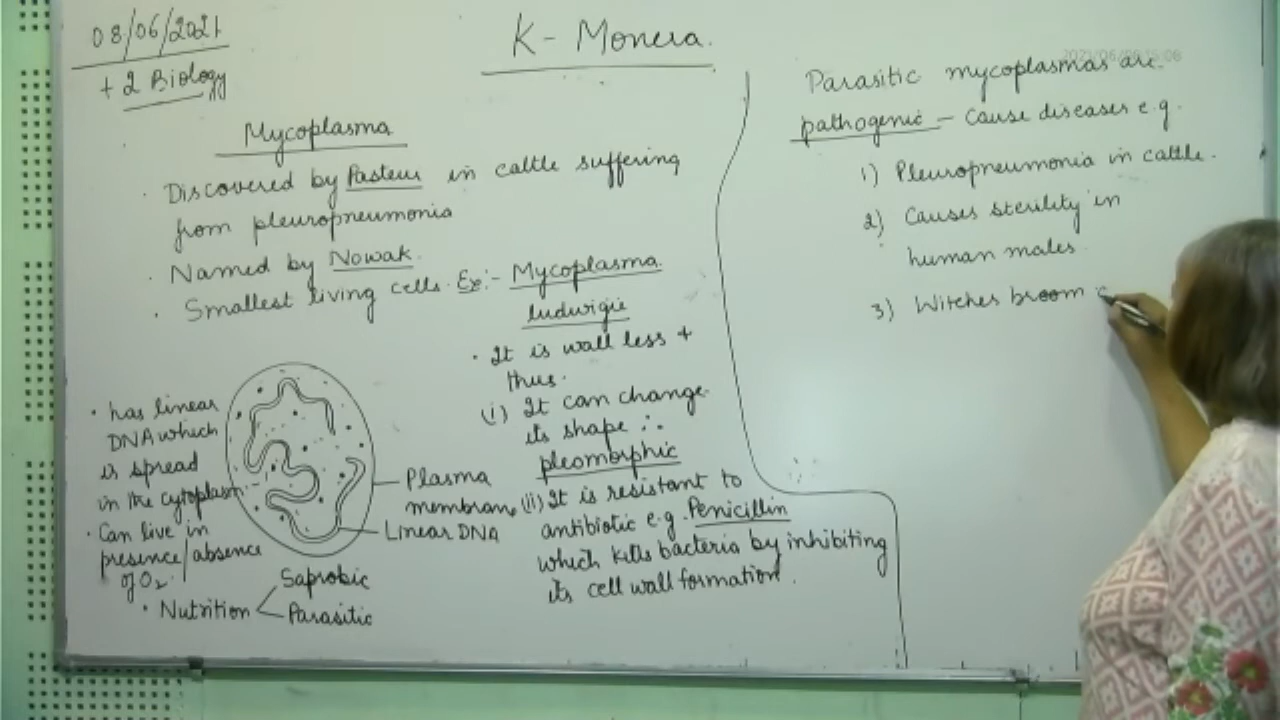 08/06/2021
+2 Biology
K - Monera.
Mycoplasma
· Discovered by Pasteur in cattle suffering
from pleuropneumonia
· Named by Nowak.
· Smallest living cells. Ex:- Mycoplasma
ludwigie
· It is wall less +
thus.
(i) It can change
its shape ∴
pleomorphic
(ii) It is resistant to
antibiotic e.g. Penicillin
which kills bacteria by inhibiting
its cell wall formation.
· has linear
DNA which
is spread
in the cytoplasm
· Can live in
presence/absence
of O2.
· Nutrition
Saprobic
Parasitic
Plasma
membrane
Linear DNA
Parasitic mycoplasmas are
pathogenic - cause diseases e.g.
1) Pleuropneumonia in cattle.
2) Causes sterility in
human males.
3) Witches broom